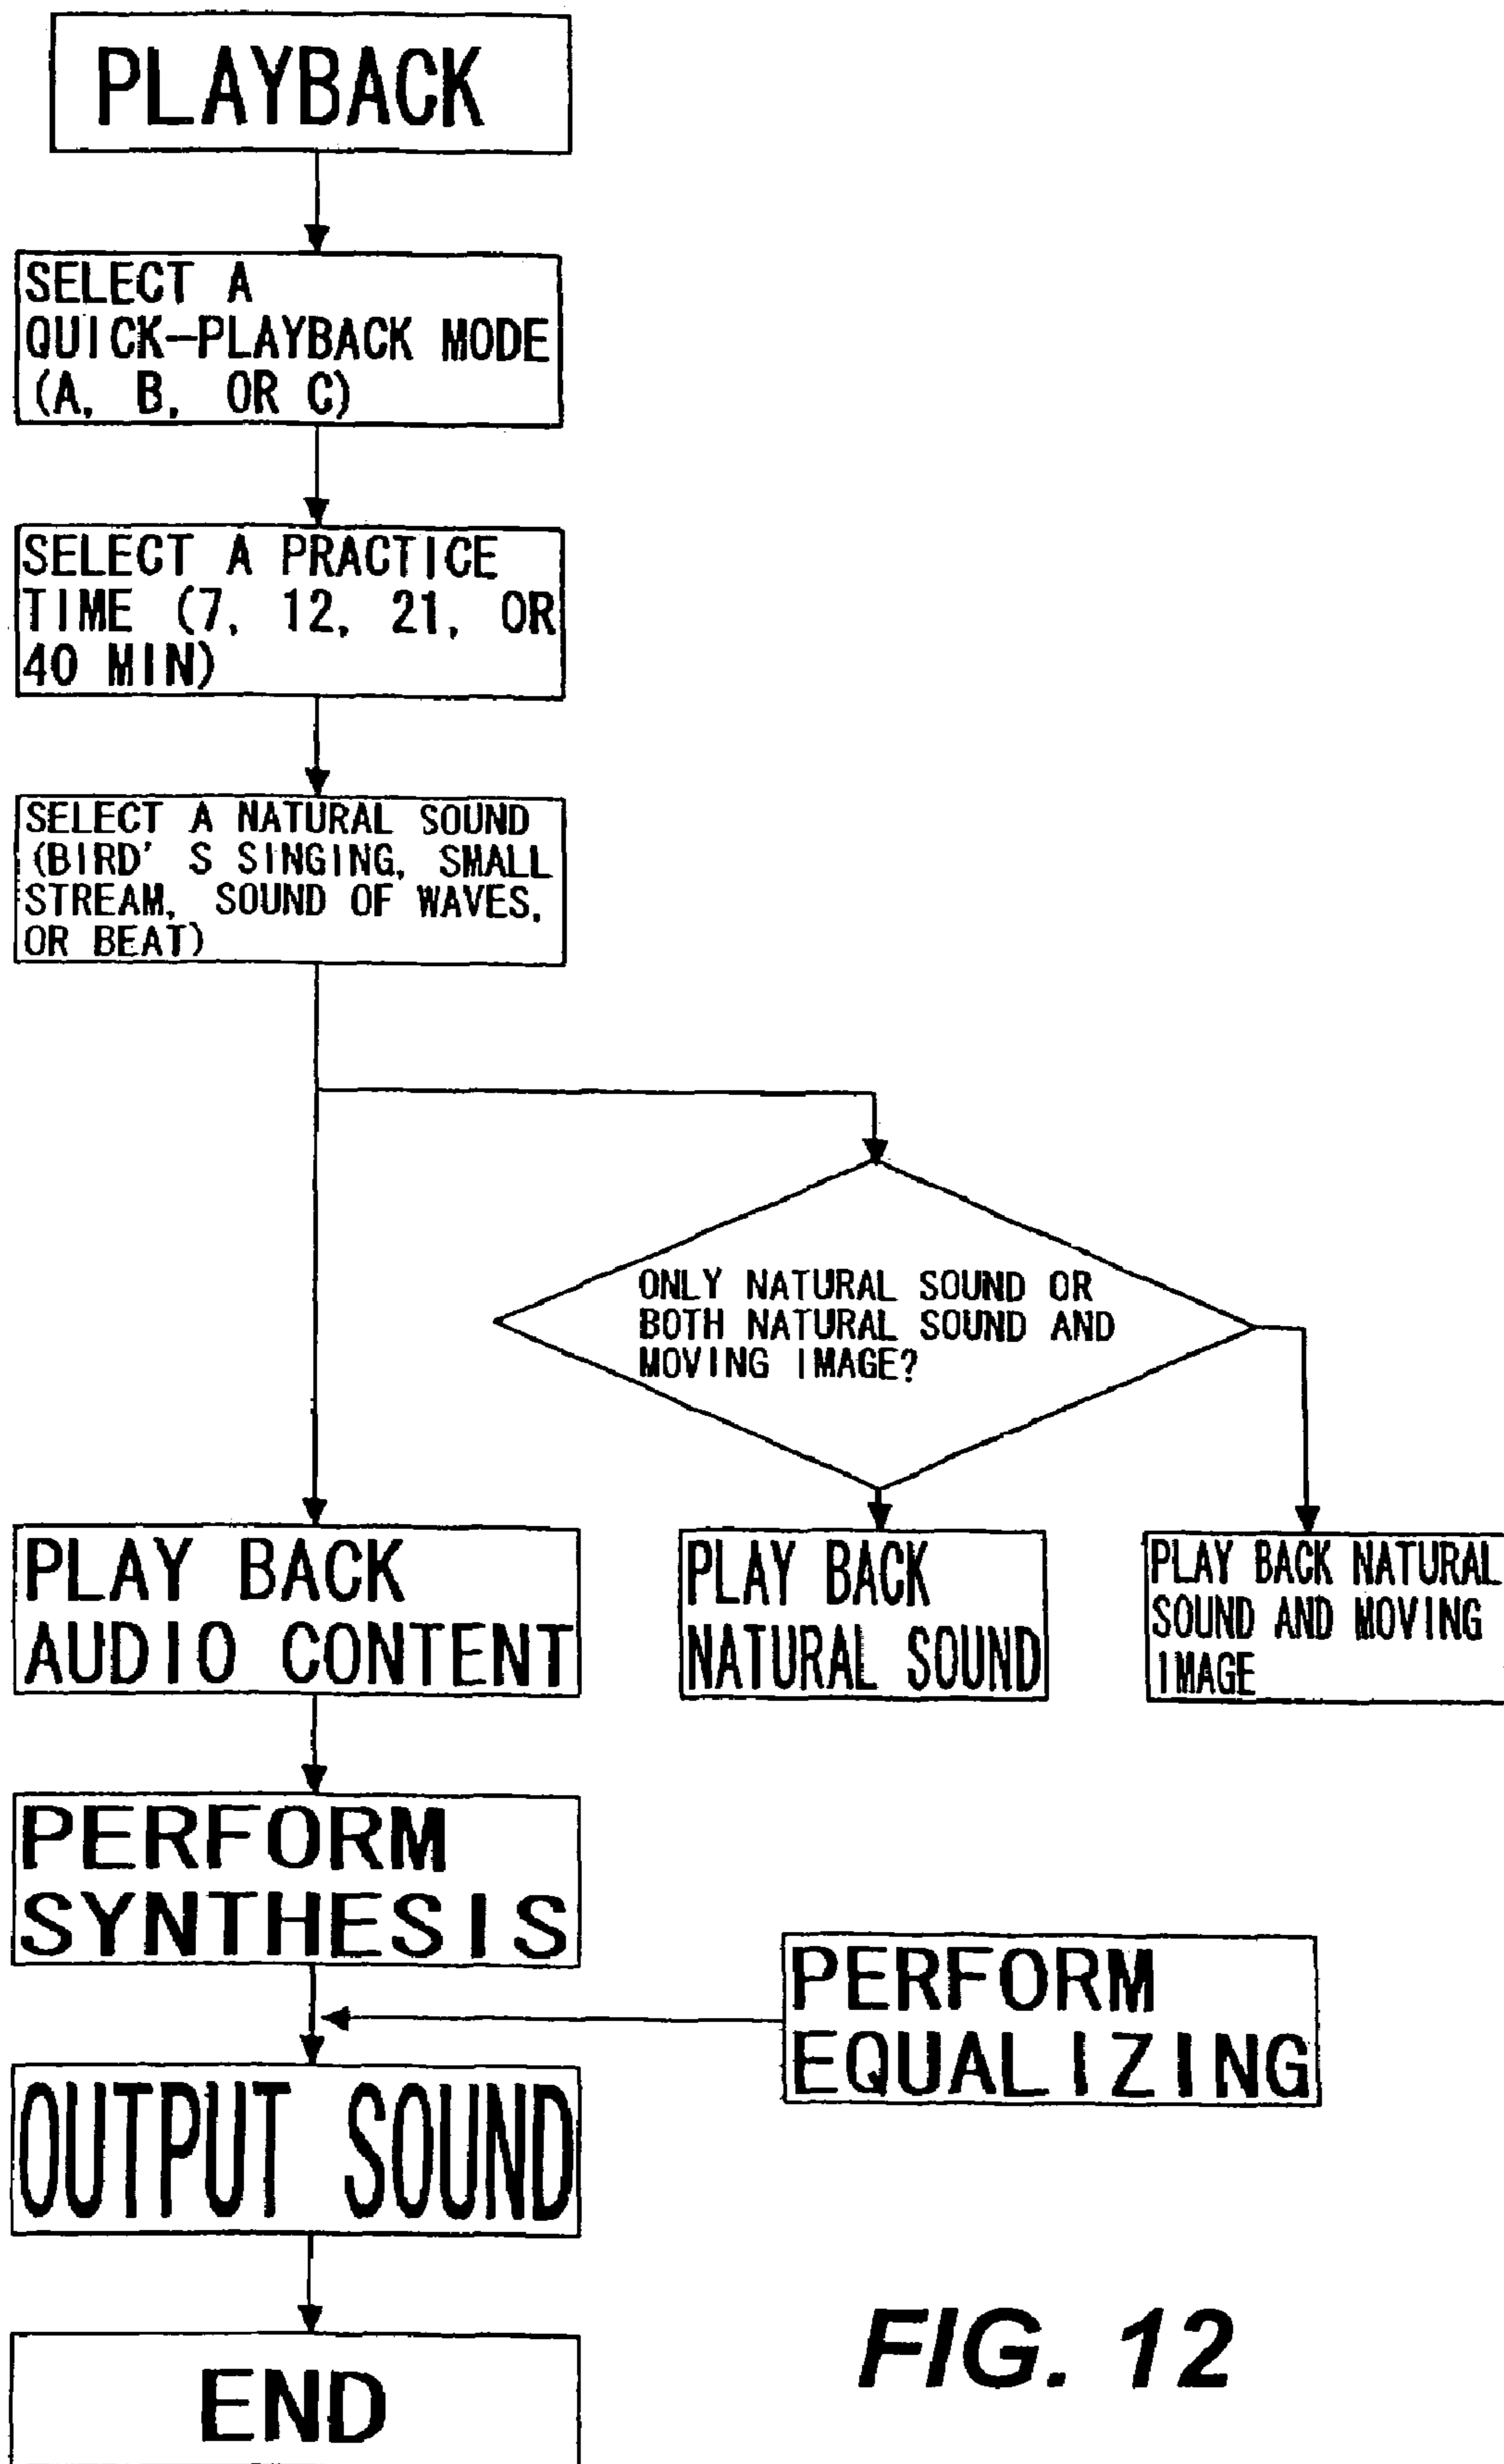 PLAYBACK
SELECT A
QUICK-PLAYBACK MODE
(A, B, OR C)
SELECT A PRACTICE
TIME (7, 12, 21, OR
40 MIN)
SELECT A NATURAL SOUND
(BIRD' S SINGING, SMALL
STREAM, SOUND OF WAVES,
OR BEAT)
ONLY NATURAL SOUND OR
BOTH NATURAL SOUND AND
MOVING IMAGE?
PLAY BACK
AUDIO CONTENT
PLAY BACK
NATURAL SOUND
PLAY BACK NATURAL
SOUND AND MOVING
IMAGE
PERFORM
SYNTHESIS
PERFORM
EQUALIZING
OUTPUT SOUND
END
FIG. 12